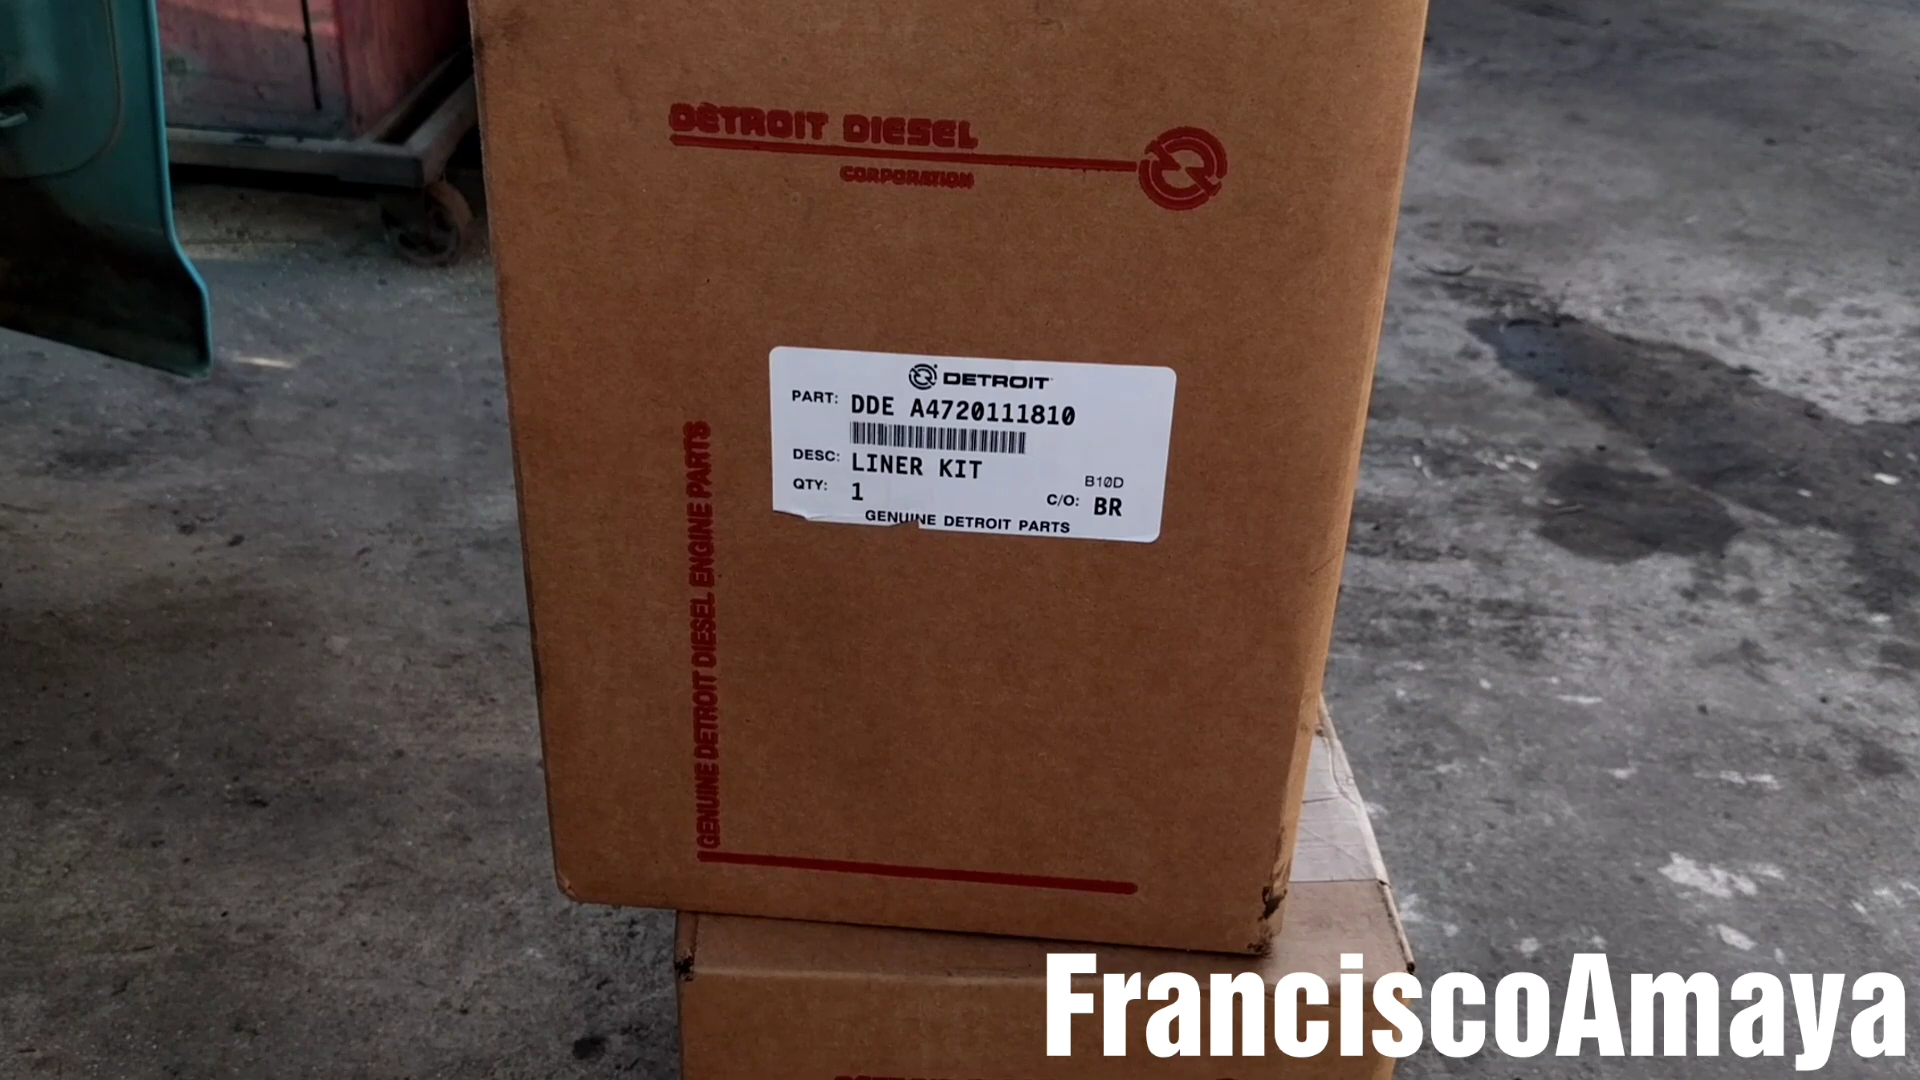 DETROIT DIESEL
CORPORATION
DETROIT
PART: DDE A4720111810
DESC: LINER KIT
B10D
QTY: 1
C/O: BR
GENUINE DETROIT PARTS
GENUINE DETROIT DIESEL ENGINE PARTS
FranciscoAmaya